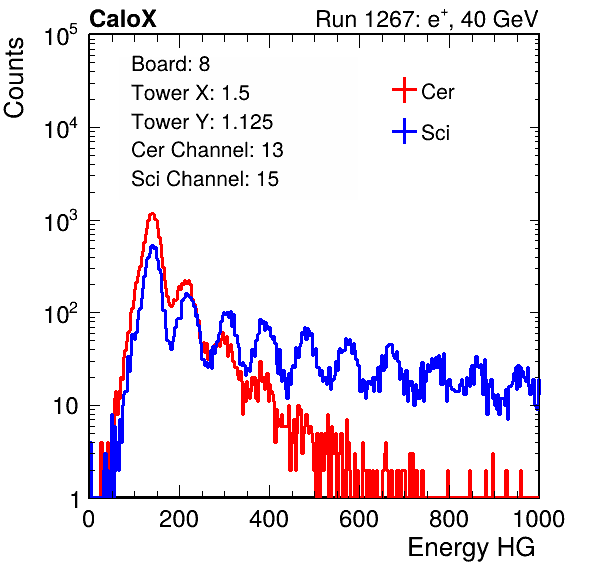 CaloX Run 1267: e+, 40 GeV
Counts
10^5
10^4
10^3
10^2
10
1
Board: 8
Tower X: 1.5
Tower Y: 1.125
Cer Channel: 13
Sci Channel: 15
Cer
Sci
0 200 400 600 800 1000
Energy HG